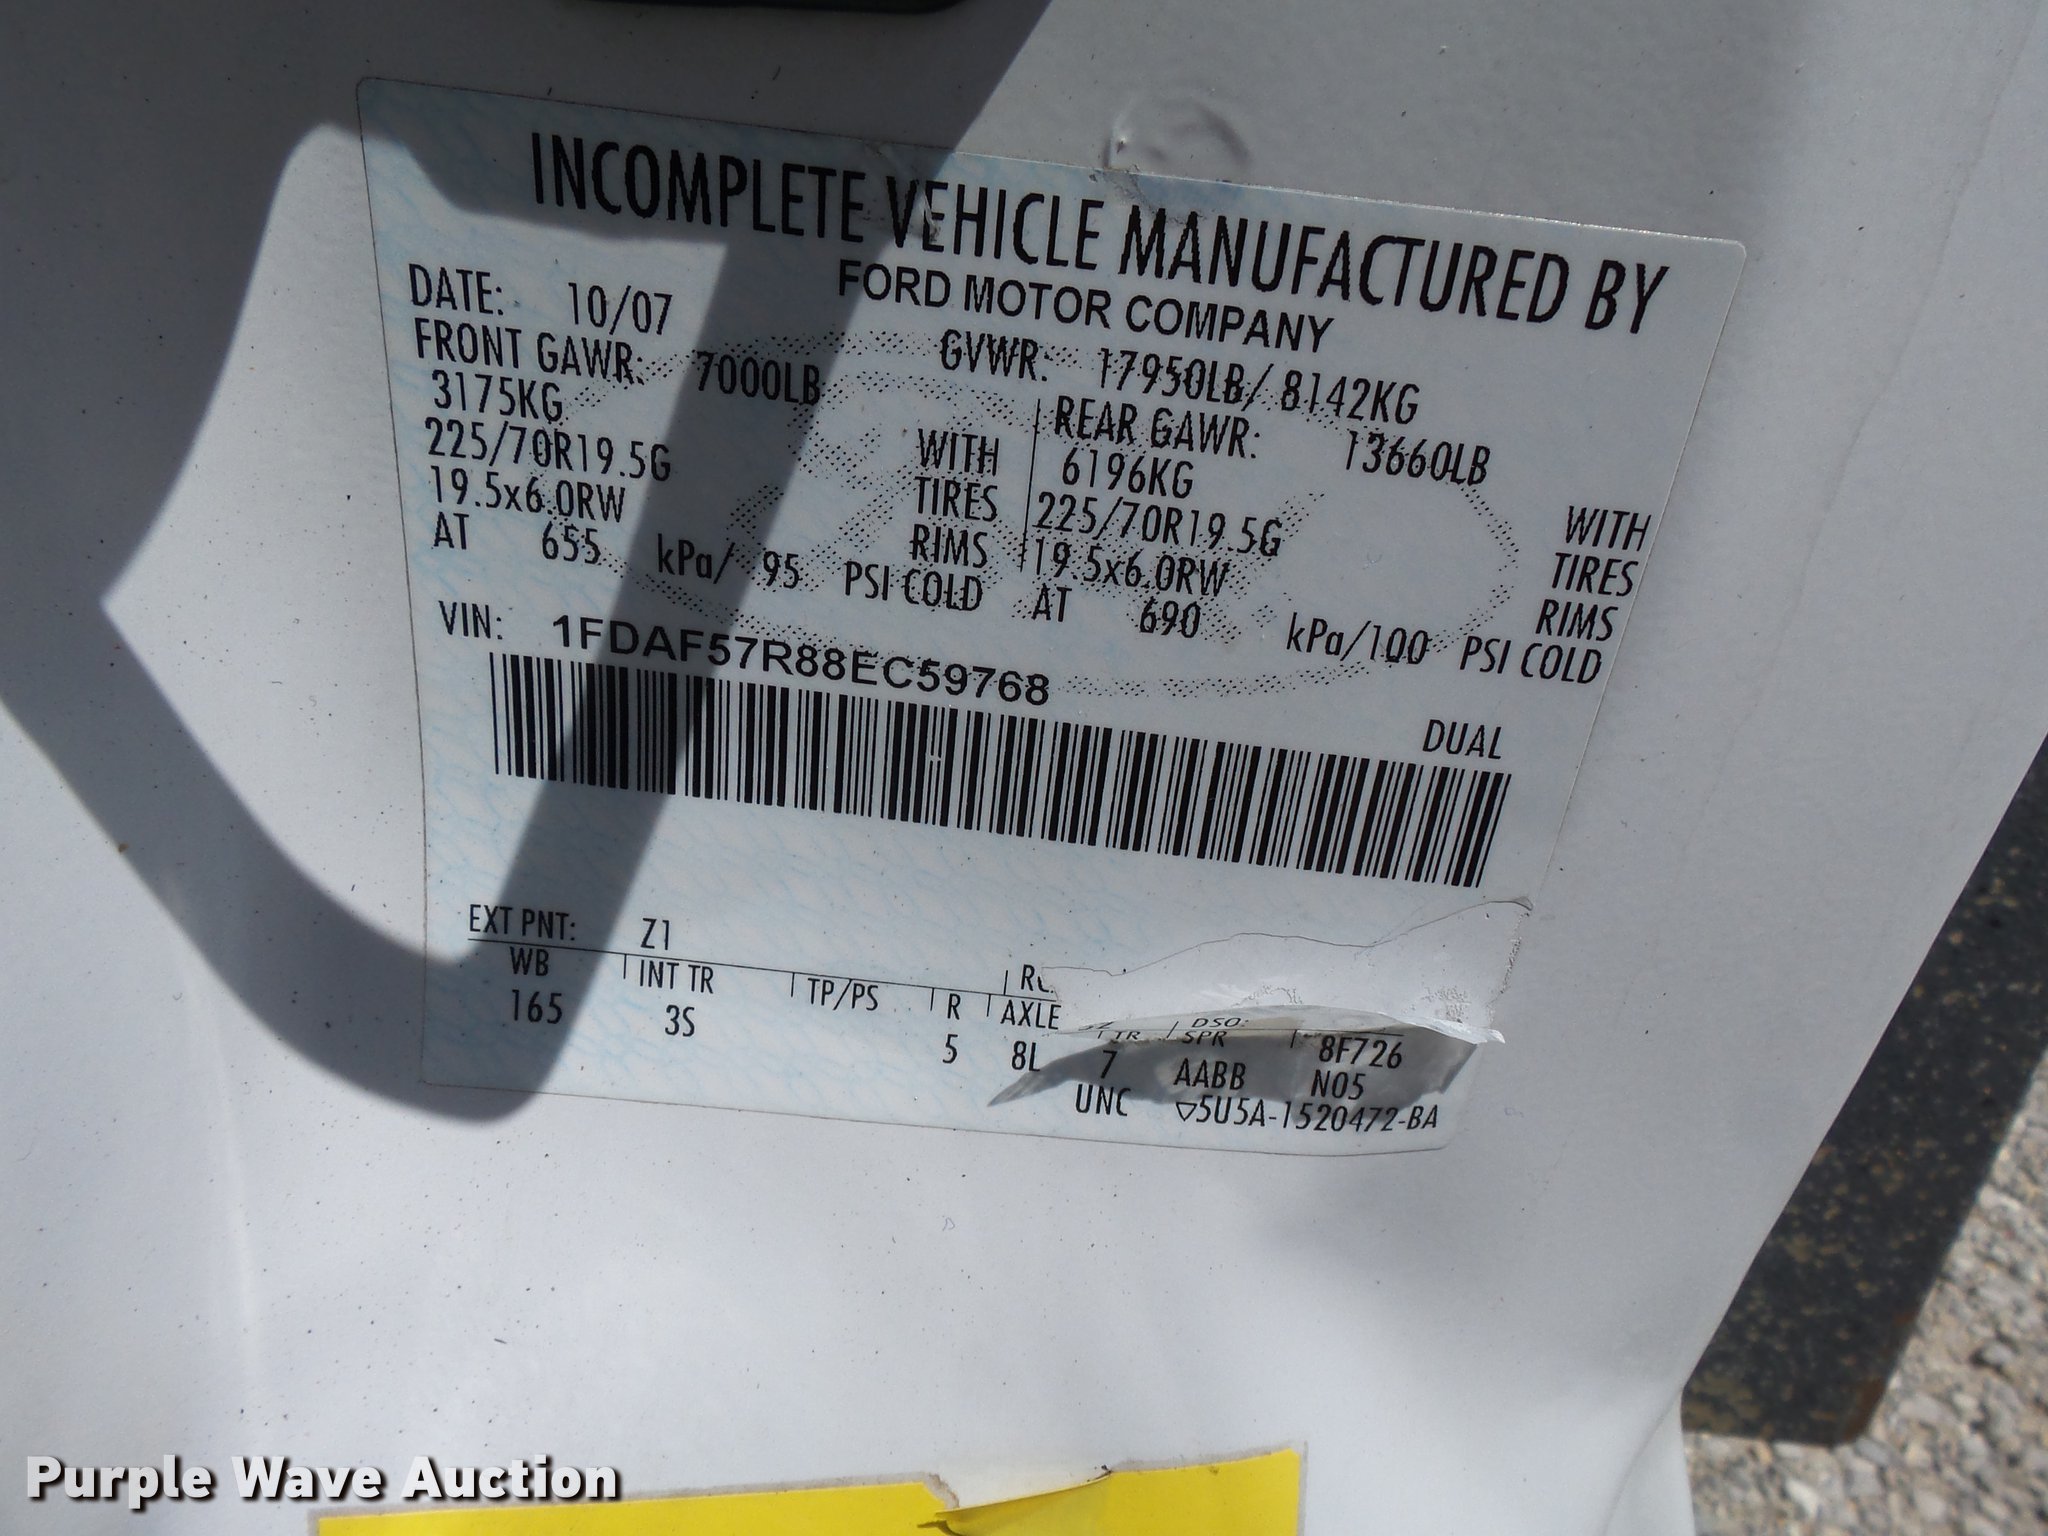 INCOMPLETE VEHICLE MANUFACTURED BY
FORD MOTOR COMPANY
DATE: 10/07 GVWR: 17950LB/ 8142KG
FRONT GAWR: 7000LB REAR GAWR: 13660LB
3175KG WITH 6196KG WITH
225/70R19.5G TIRES 225/70R19.5G TIRES
19.5x6.0RW RIMS 19.5x6.0RW RIMS
AT 655 kPa/ 95 PSI COLD AT 690 kPa/100 PSI COLD
VIN: 1FDAF57R88EC59768
DUAL
EXT PNT: Z1 DSO:
WB INT TR TP/PS R AXLE TR SPR 8F726
165 3S 5 8L 7 AABB N05
UNC ▽5U5A-1520472-BA
Purple Wave Auction